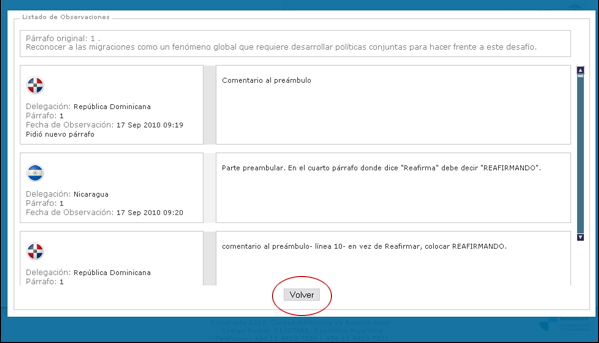 Listado de Observaciones
Párrafo original: 1 .
Reconocer a las migraciones como un fenómeno global que requiere desarrollar políticas conjuntas para hacer frente a este desafío.
Delegación: República Dominicana
Párrafo: 1
Fecha de Observación: 17 Sep 2010 09:19
Pidió nuevo párrafo
Comentario al preámbulo
Delegación: Nicaragua
Párrafo: 1
Fecha de Observación: 17 Sep 2010 09:20
Parte preambular. En el cuarto párrafo donde dice "Reafirma" debe decir "REAFIRMANDO".
Delegación: República Dominicana
Párrafo: 1
comentario al preámbulo- línea 10- en vez de Reafirmar, colocar REAFIRMANDO.
Volver